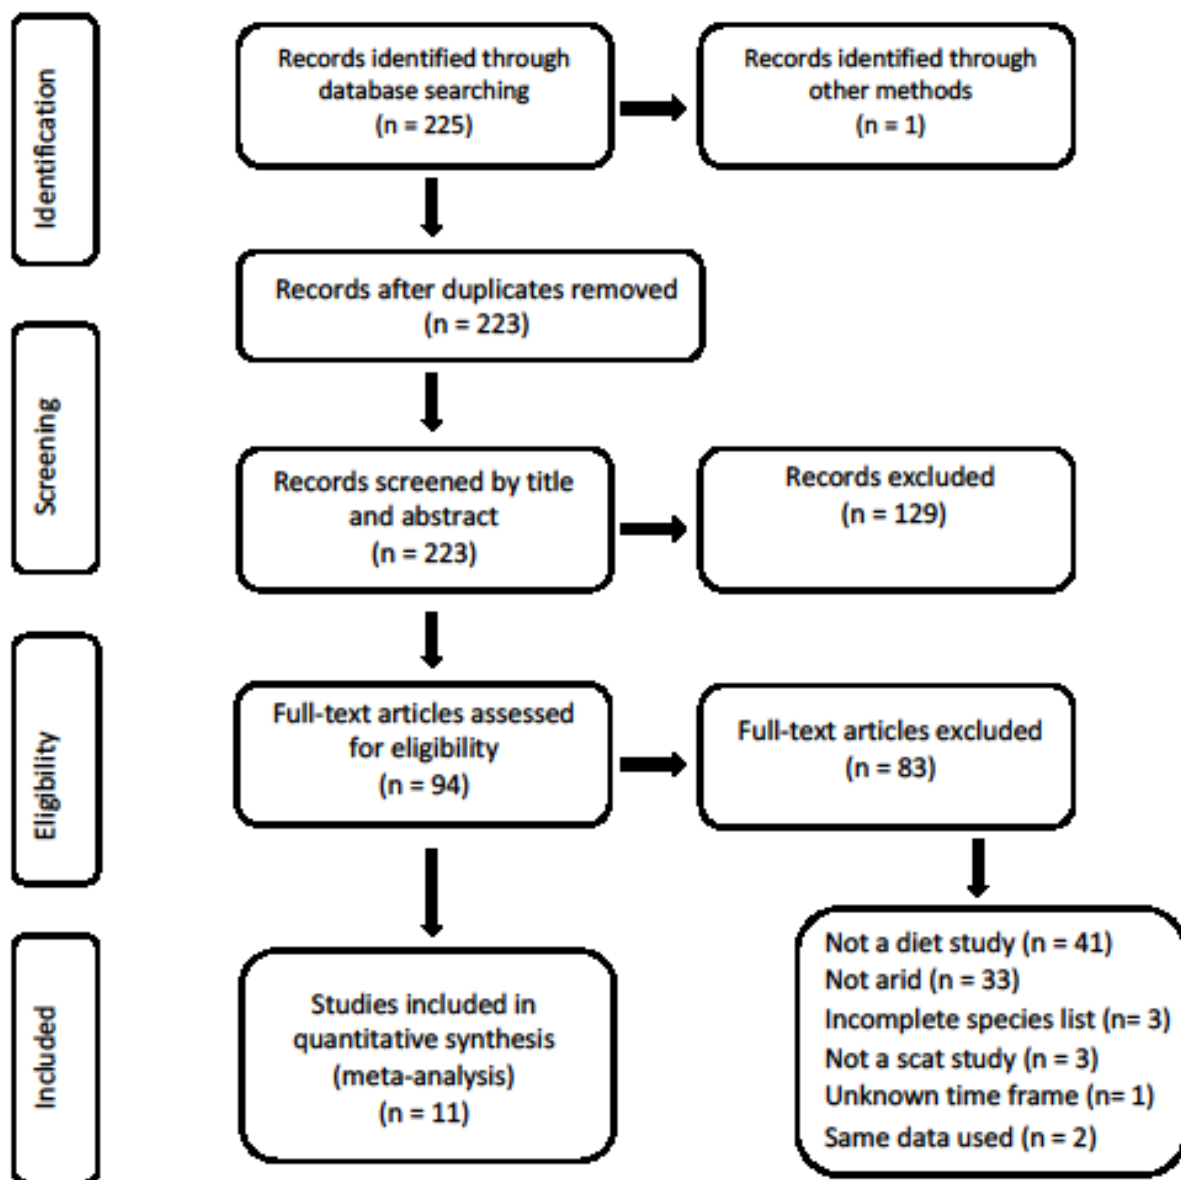 Identification
Records identified through
database searching
(n = 225)
Records identified through
other methods
(n = 1)
Records after duplicates removed
(n = 223)
Screening
Records screened by title
and abstract
(n = 223)
Records excluded
(n = 129)
Eligibility
Full-text articles assessed
for eligibility
(n = 94)
Full-text articles excluded
(n = 83)
Included
Studies included in
quantitative synthesis
(meta-analysis)
(n = 11)
Not a diet study (n = 41)
Not arid (n = 33)
Incomplete species list (n= 3)
Not a scat study (n = 3)
Unknown time frame (n= 1)
Same data used (n = 2)